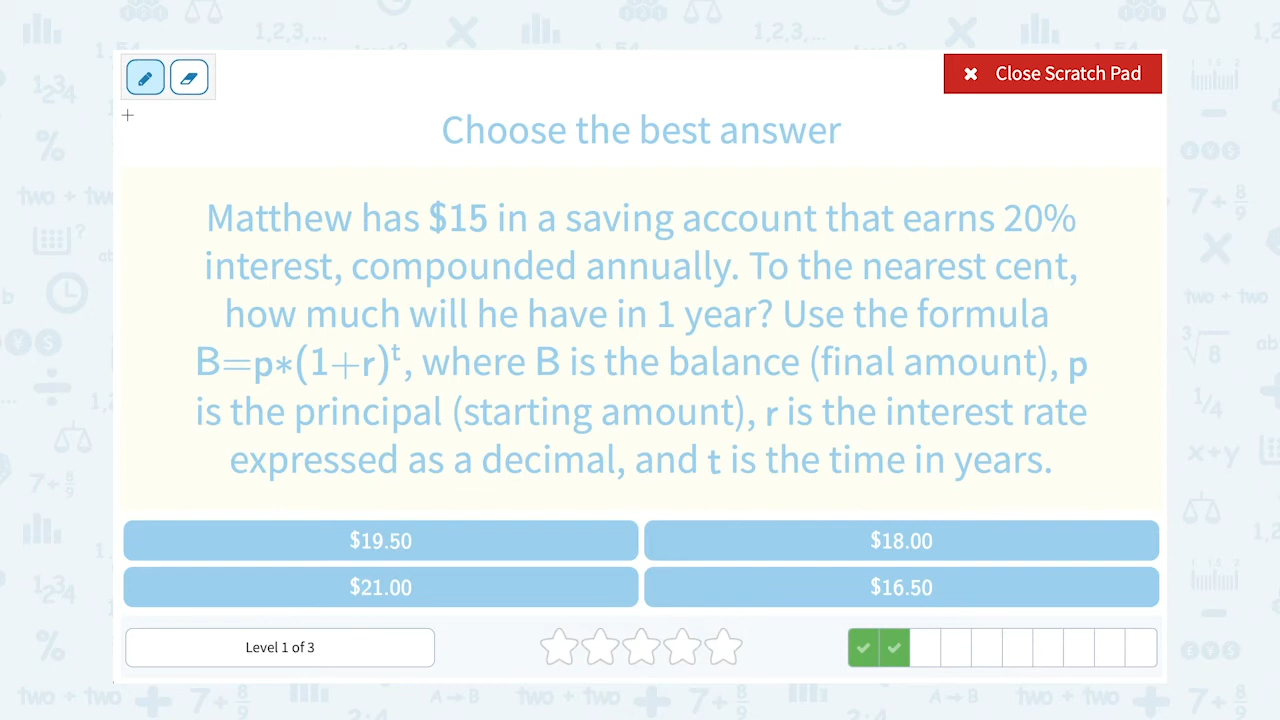 Close Scratch Pad
Choose the best answer
Matthew has $15 in a saving account that earns 20%
interest, compounded annually. To the nearest cent,
how much will he have in 1 year? Use the formula
B=p*(1+r)^t, where B is the balance (final amount), p
is the principal (starting amount), r is the interest rate
expressed as a decimal, and t is the time in years.
$19.50
$18.00
$21.00
$16.50
Level 1 of 3